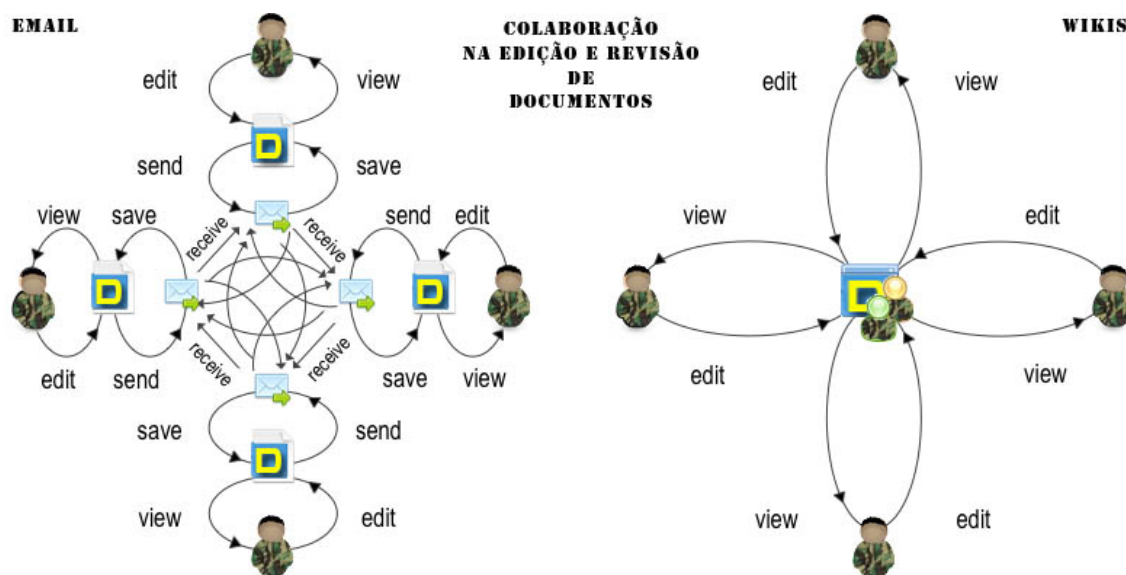 EMAIL
COLABORAÇÃO
NA EDIÇÃO E REVISÃO
DE
DOCUMENTOS
WIKIS
edit
view
D
send
save
view
save
receive
receive
send
edit
D
D
edit
send
receive
receive
save
view
save
send
D
view
edit
edit
view
view
edit
D
edit
view
view
edit